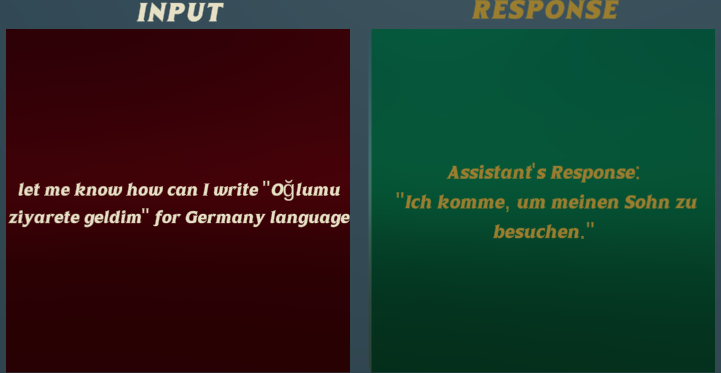 INPUT
RESPONSE
let me know how can I write "Oğlumu
ziyarete geldim" for Germany language
Assistant's Response:
"Ich komme, um meinen Sohn zu
besuchen."